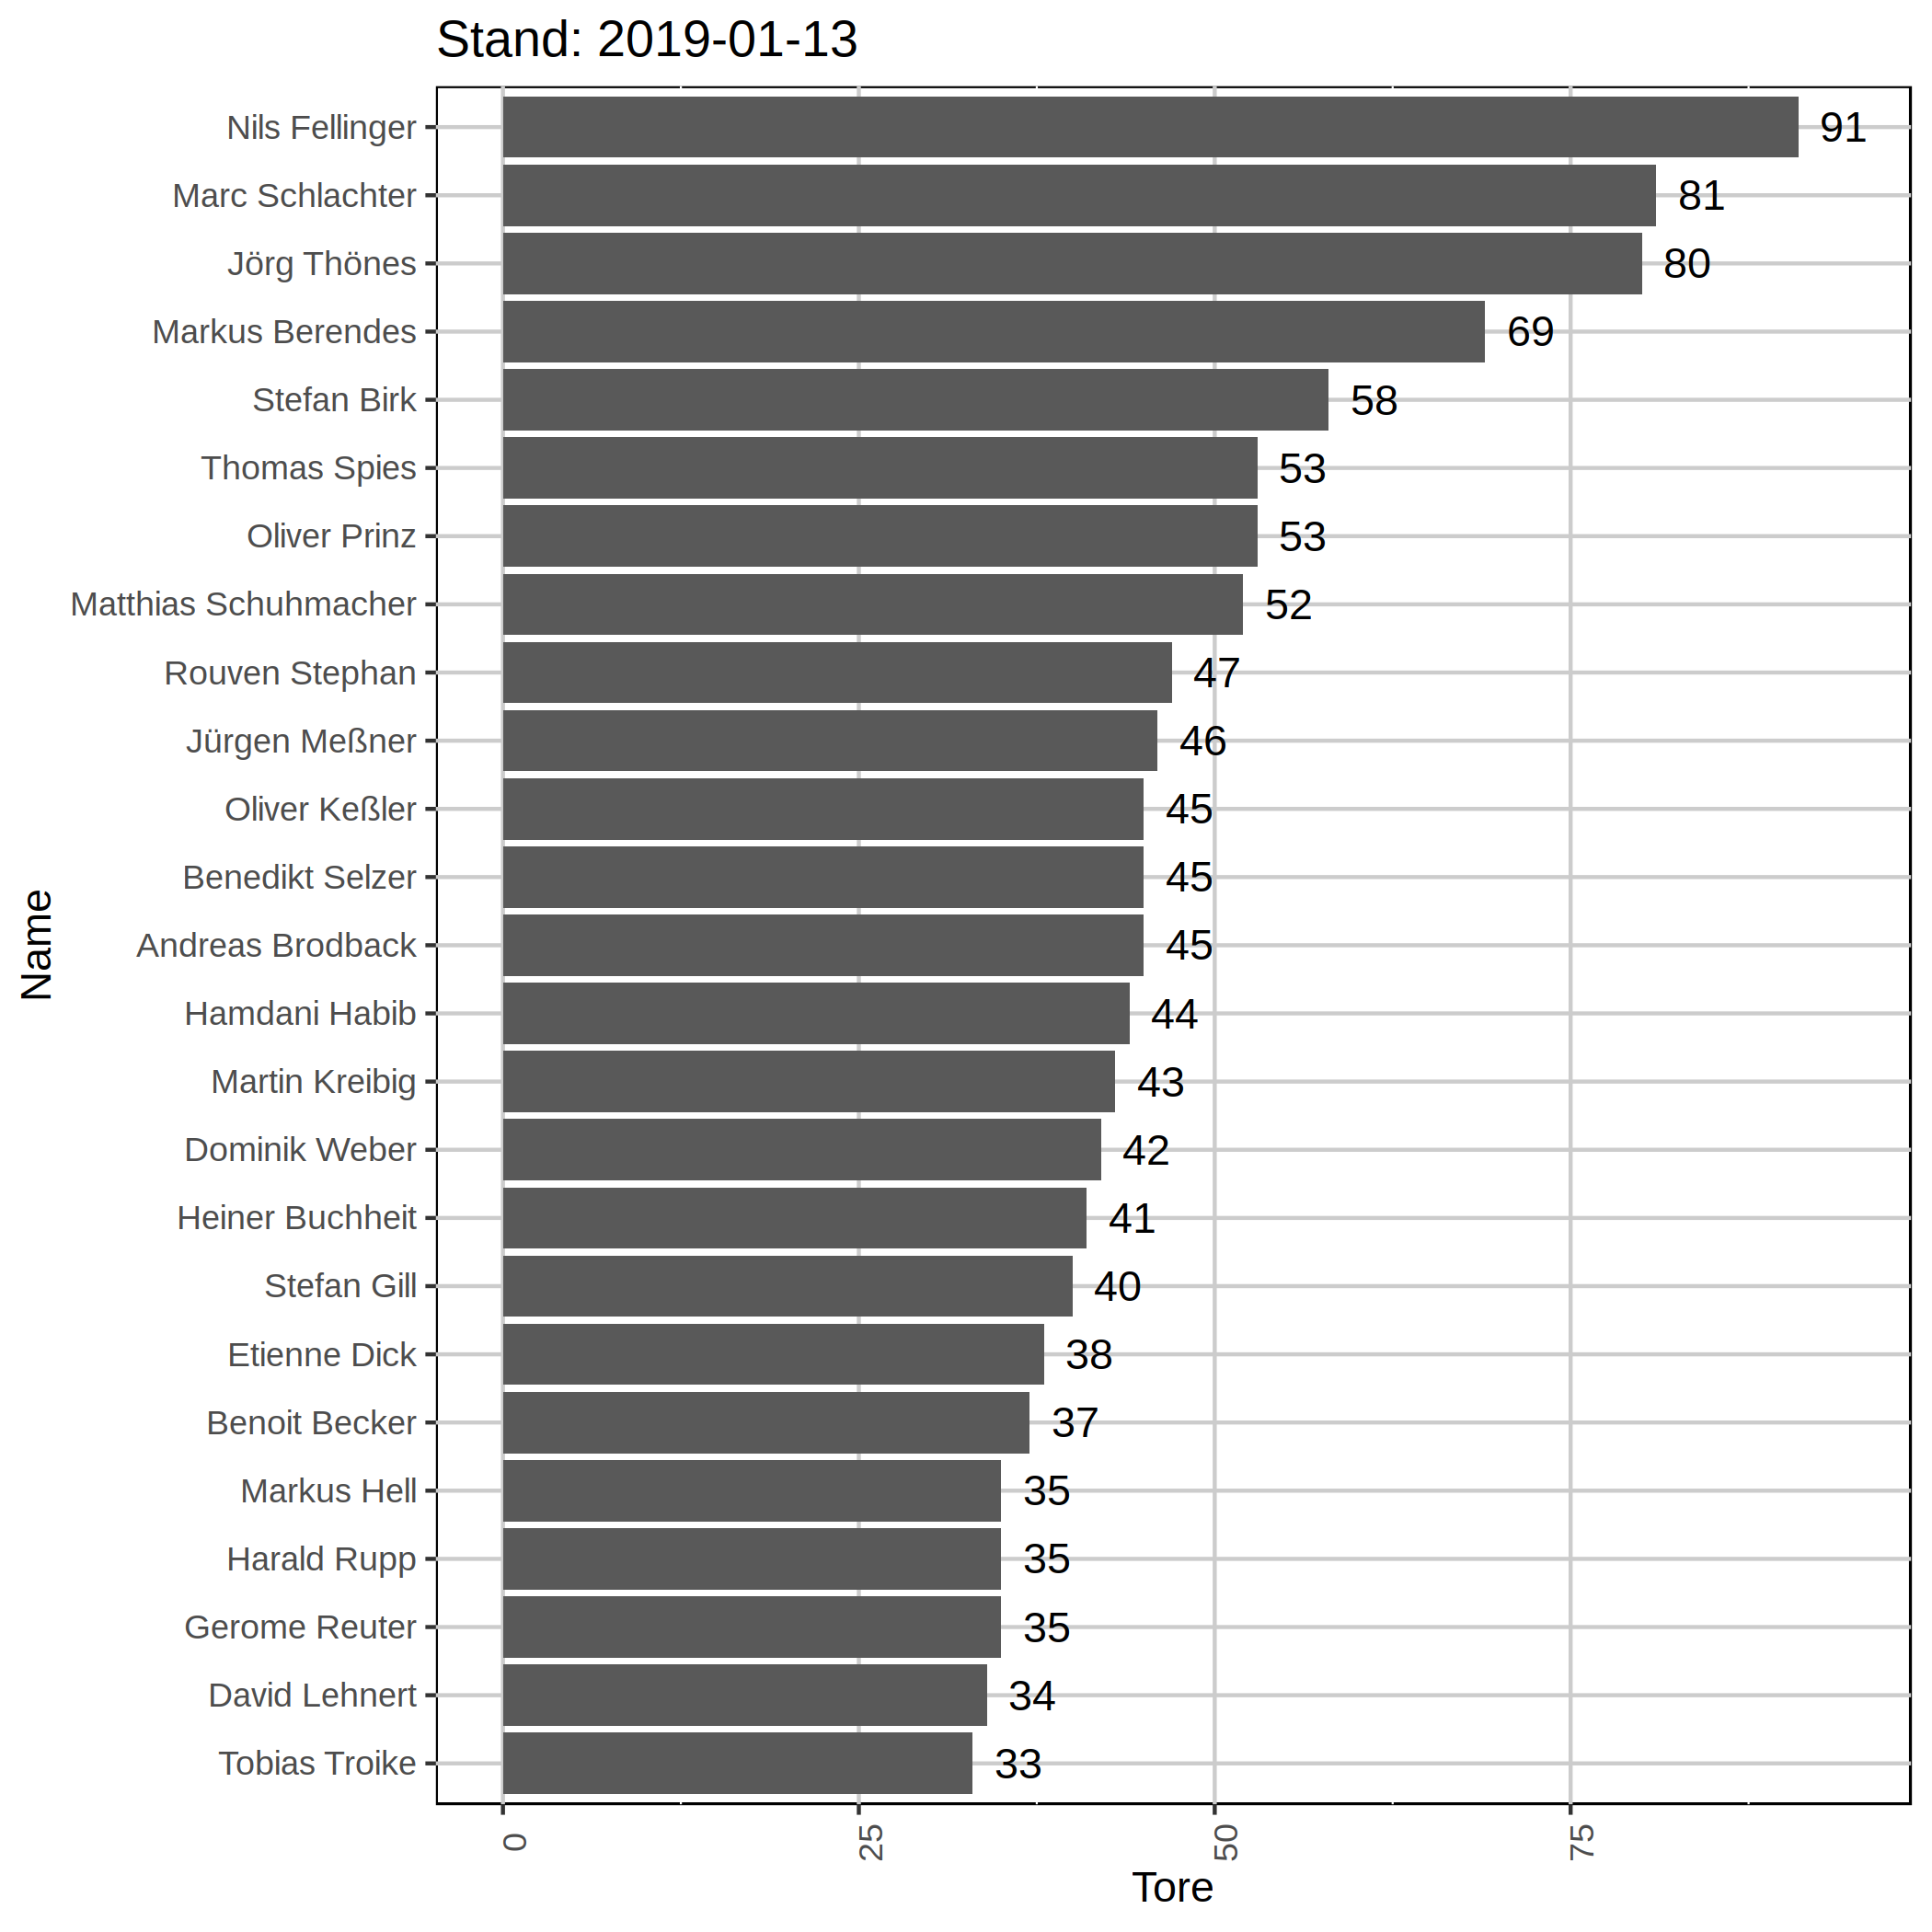 Stand: 2019-01-13
Nils Fellinger 91
Marc Schlachter 81
Jörg Thönes 80
Markus Berendes 69
Stefan Birk 58
Thomas Spies 53
Oliver Prinz 53
Matthias Schuhmacher 52
Rouven Stephan 47
Jürgen Meßner 46
Oliver Keßler 45
Benedikt Selzer 45
Andreas Brodback 45
Hamdani Habib 44
Martin Kreibig 43
Dominik Weber 42
Heiner Buchheit 41
Stefan Gill 40
Etienne Dick 38
Benoit Becker 37
Markus Hell 35
Harald Rupp 35
Gerome Reuter 35
David Lehnert 34
Tobias Troike 33
Name
0 25 50 75
Tore